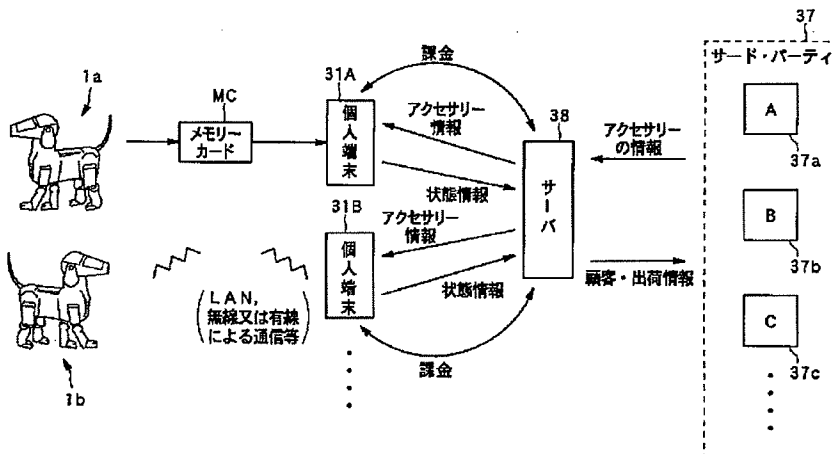 37
サード・パーティ
課金
1a
MC
メモリー・
カード
31A
個人端末
アクセサリー
情報
38
サーバ
アクセサリー
の情報
A
37a
状態情報
31B
アクセサリー
情報
個人端末
B
37b
状態情報
顧客・出荷情報
(LAN,
無線又は有線
による通信等)
C
37c
1b
課金